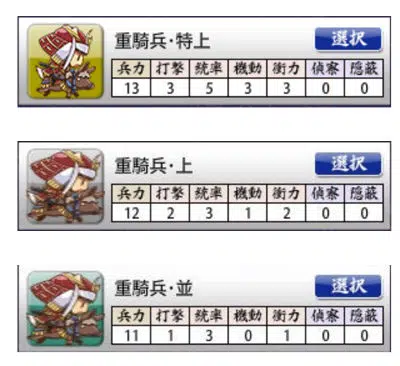 重騎兵・特上 選択
兵力 打撃 統率 機動 衝力 偵察 隠蔽
13 3 5 3 3 0 0
重騎兵・上 選択
兵力 打撃 統率 機動 衝力 偵察 隠蔽
12 2 3 1 2 0 0
重騎兵・並 選択
兵力 打撃 統率 機動 衝力 偵察 隠蔽
11 1 3 0 1 0 0